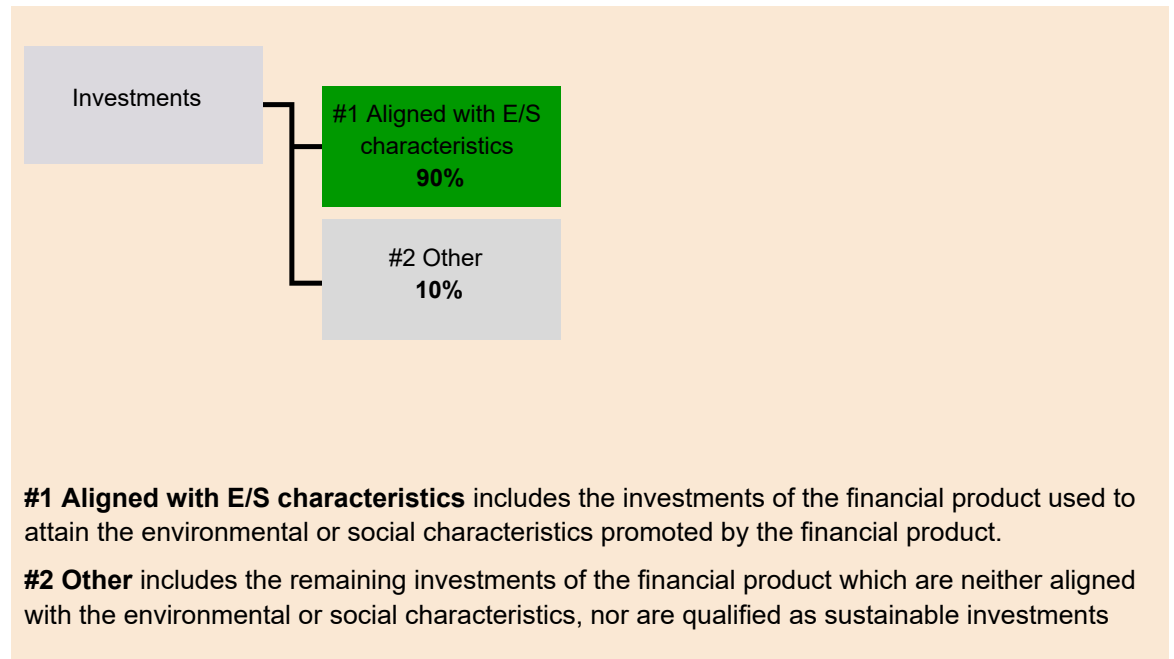 Investments
#1 Aligned with E/S
characteristics
90%
#2 Other
10%
#1 Aligned with E/S characteristics includes the investments of the financial product used to
attain the environmental or social characteristics promoted by the financial product.
#2 Other includes the remaining investments of the financial product which are neither aligned
with the environmental or social characteristics, nor are qualified as sustainable investments